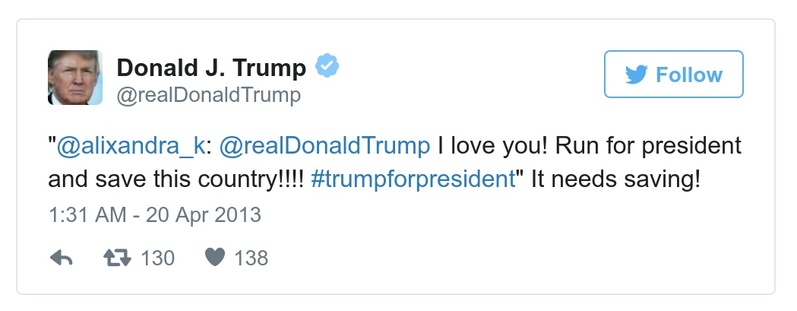 Donald J. Trump
@realDonaldTrump
Follow
"@alixandra_k: @realDonaldTrump I love you! Run for president
and save this country!!!! #trumpforpresident" It needs saving!
1:31 AM - 20 Apr 2013
130 138